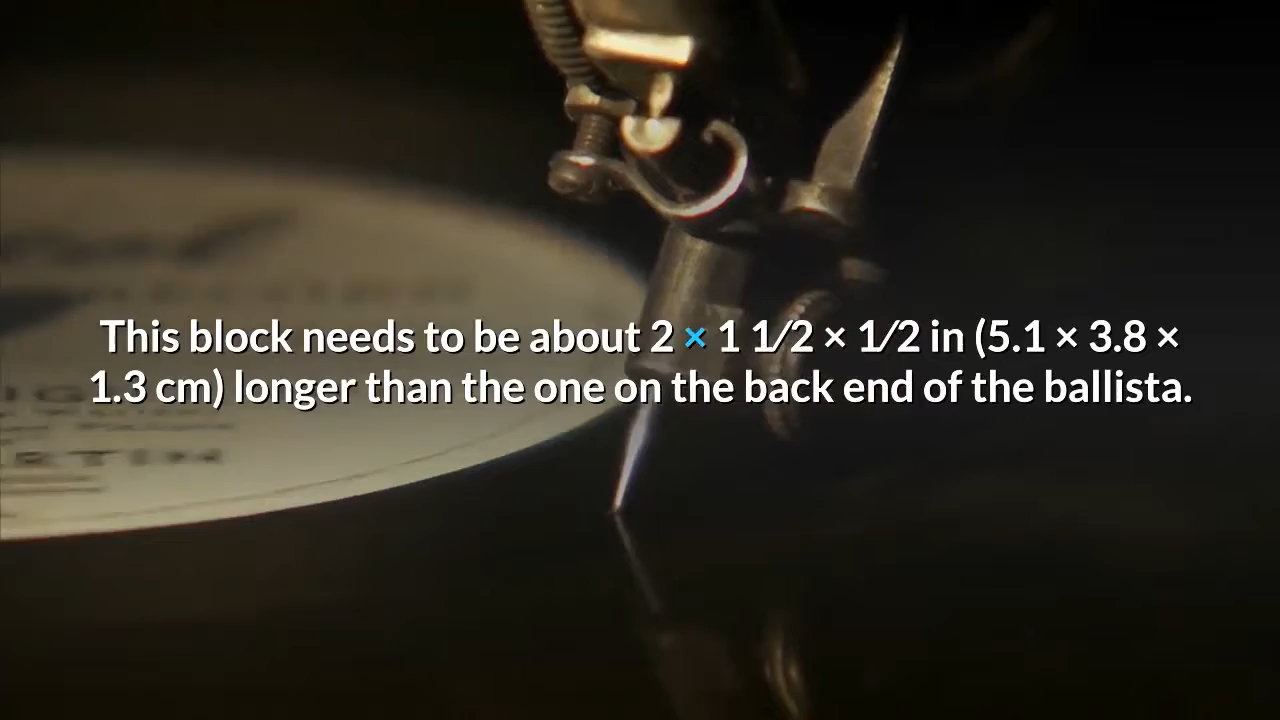 This block needs to be about 2 × 1 1⁄2 × 1⁄2 in (5.1 × 3.8 ×
1.3 cm) longer than the one on the back end of the ballista.